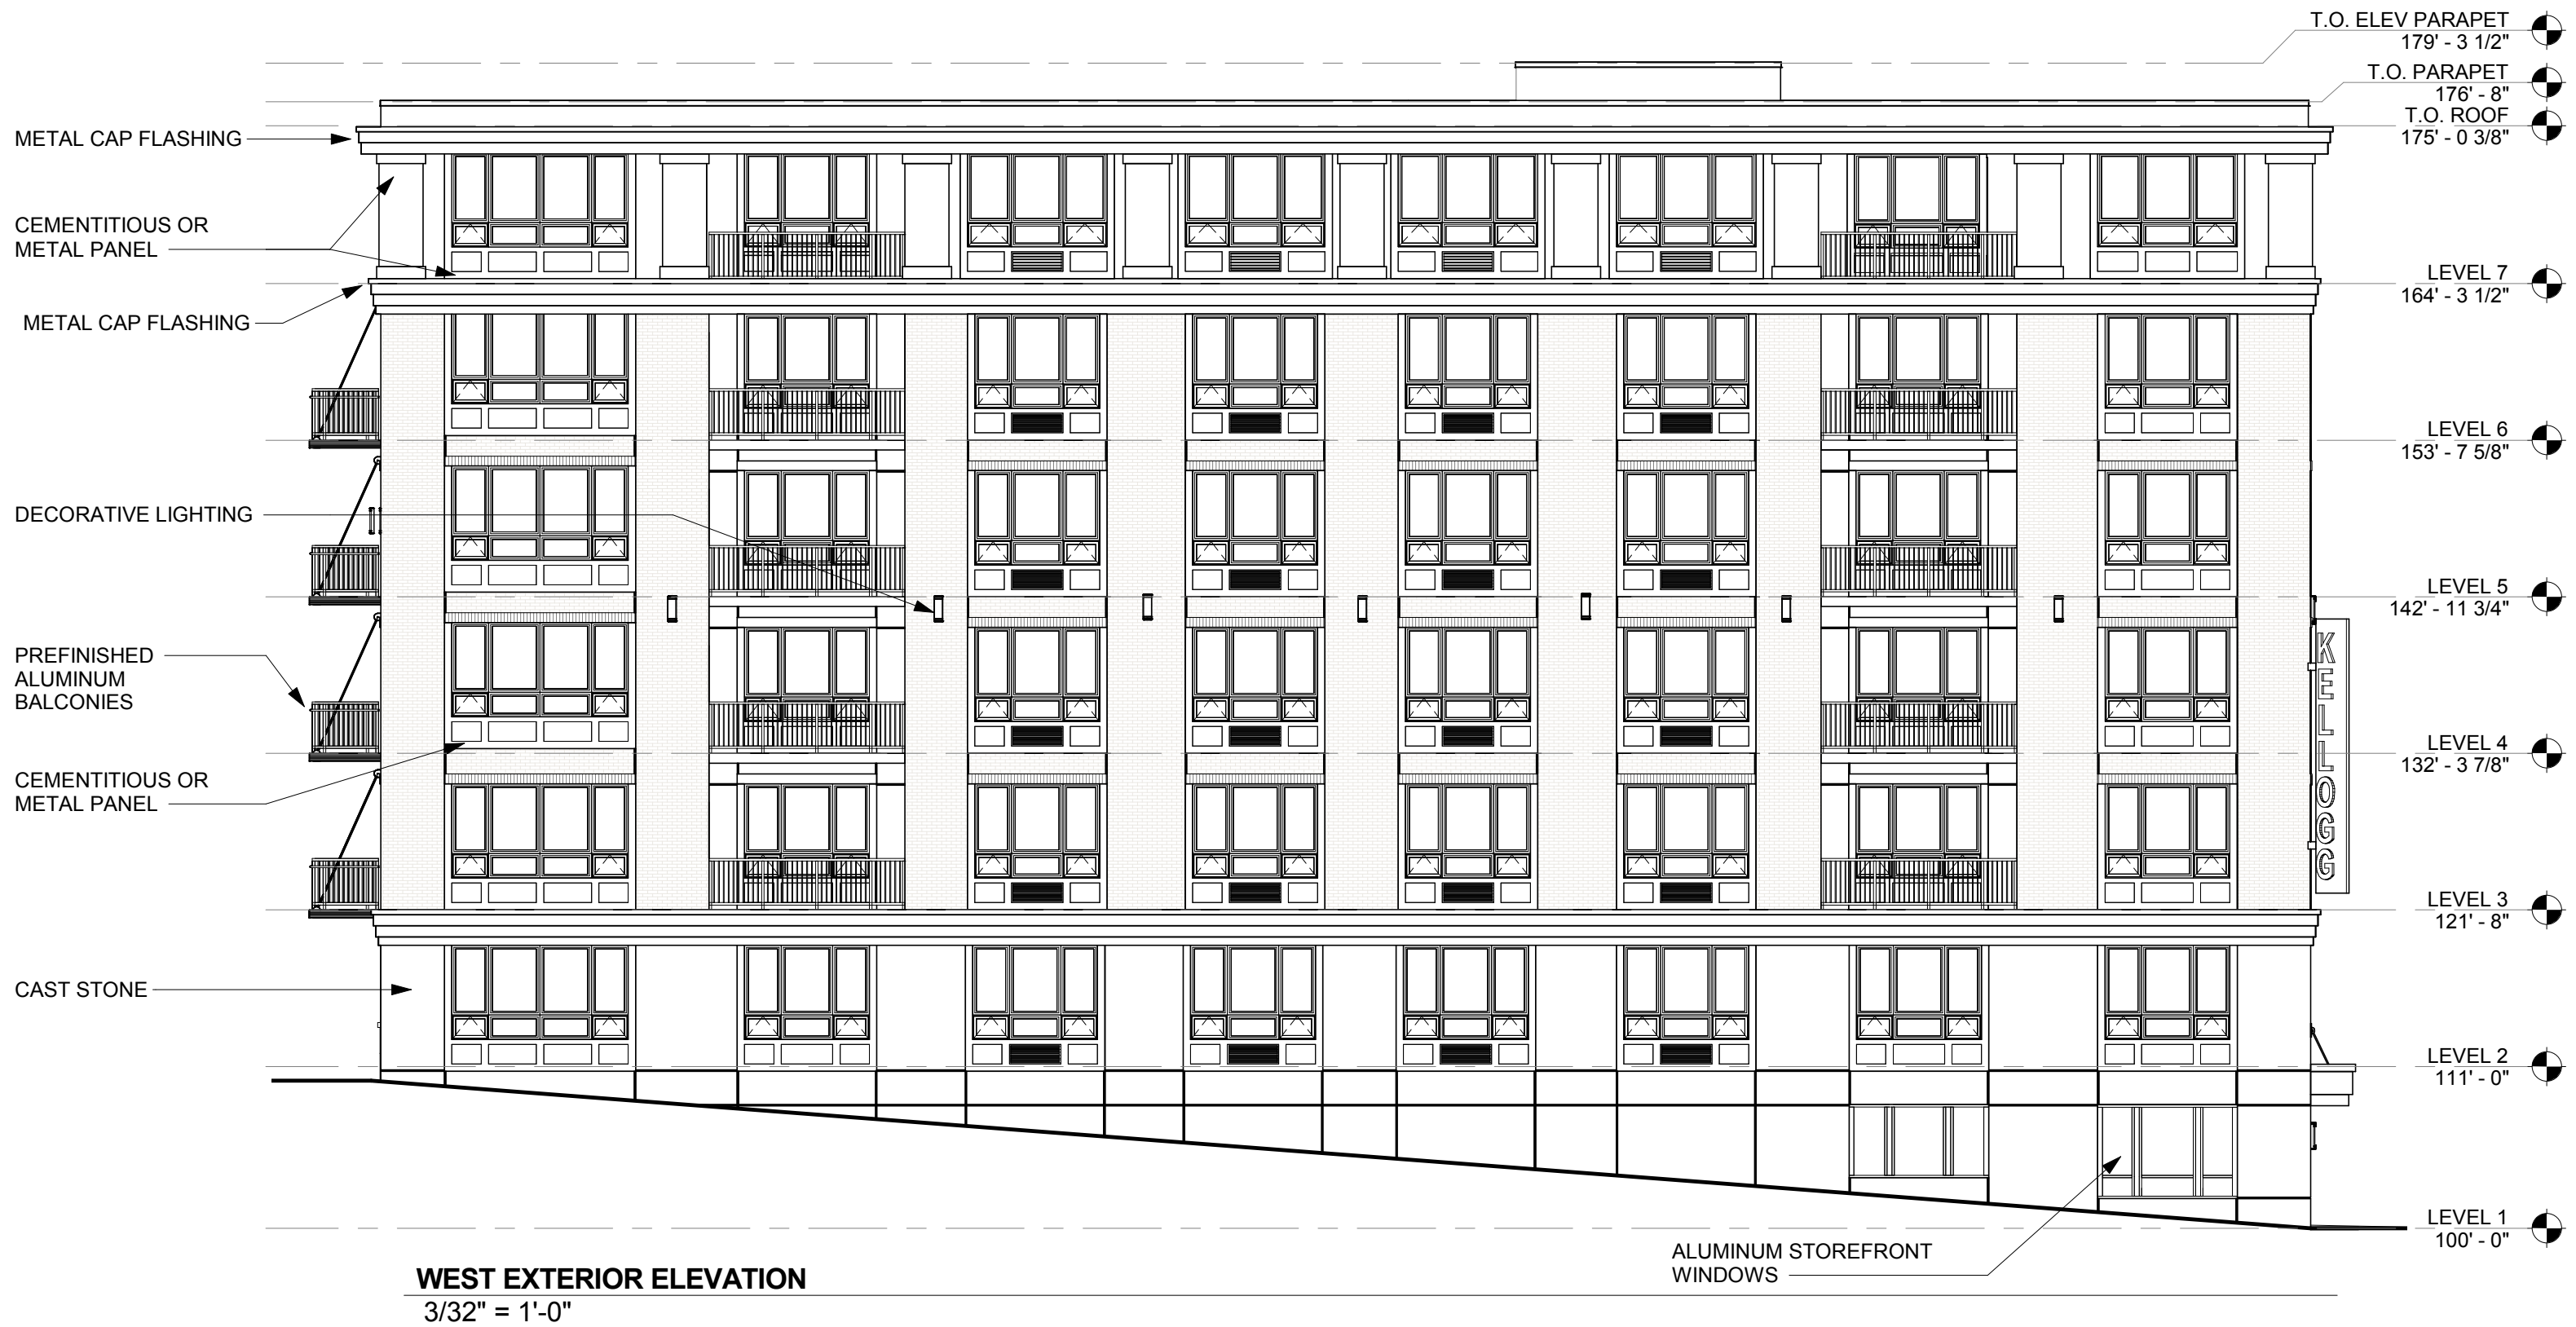 T.O. ELEV PARAPET
179' - 3 1/2"
T.O. PARAPET
176' - 8"
T.O. ROOF
175' - 0 3/8"
METAL CAP FLASHING
CEMENTITIOUS OR
METAL PANEL
LEVEL 7
164' - 3 1/2"
METAL CAP FLASHING
LEVEL 6
153' - 7 5/8"
DECORATIVE LIGHTING
LEVEL 5
142' - 11 3/4"
PREFINISHED
ALUMINUM
BALCONIES
KELLOGG
LEVEL 4
132' - 3 7/8"
CEMENTITIOUS OR
METAL PANEL
LEVEL 3
121' - 8"
CAST STONE
LEVEL 2
111' - 0"
LEVEL 1
100' - 0"
ALUMINUM STOREFRONT
WINDOWS
WEST EXTERIOR ELEVATION
3/32" = 1'-0"